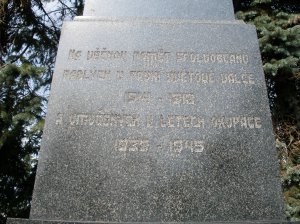 NA VĚČNOU PAMĚŤ SPOLUOBČANŮ
PADLÝCH V PRVNÍ SVĚTOVÉ VÁLCE
1914 - 1918
A UMUČENÝCH V LETECH OKUPACE
1939 - 1945